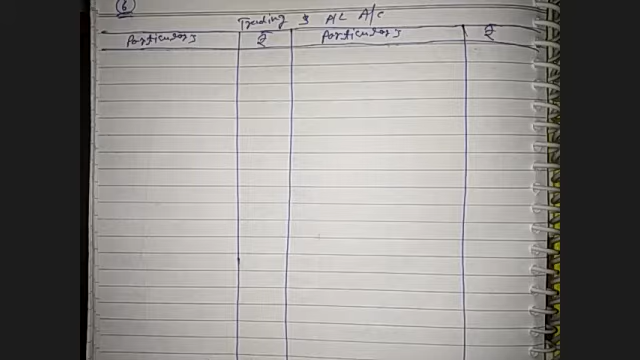 6
Trading & P/L A/c
Particulars ₹ Particulars ₹